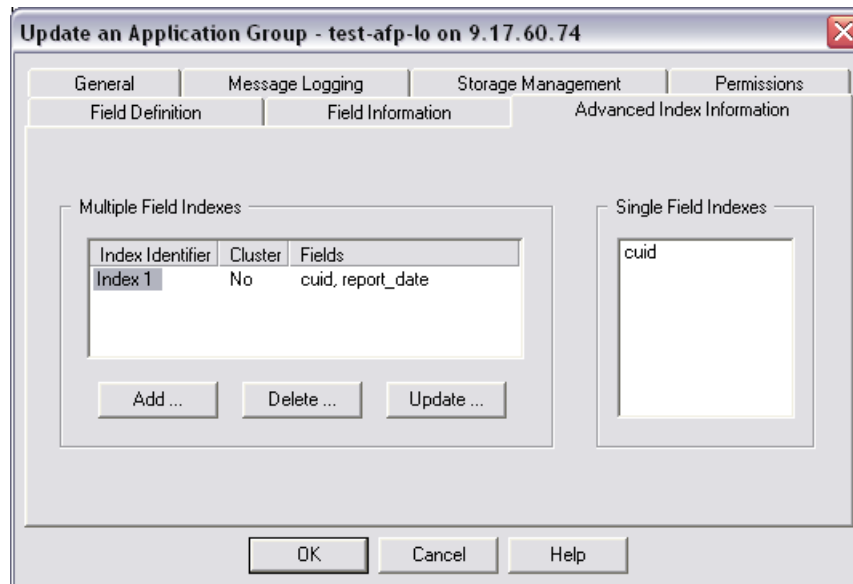 Update an Application Group - test-afp-lo on 9.17.60.74
General Message Logging Storage Management Permissions
Field Definition Field Information Advanced Index Information
Multiple Field Indexes Single Field Indexes
Index Identifier Cluster Fields cuid
Index 1 No cuid, report_date
Add ... Delete ... Update ...
OK Cancel Help